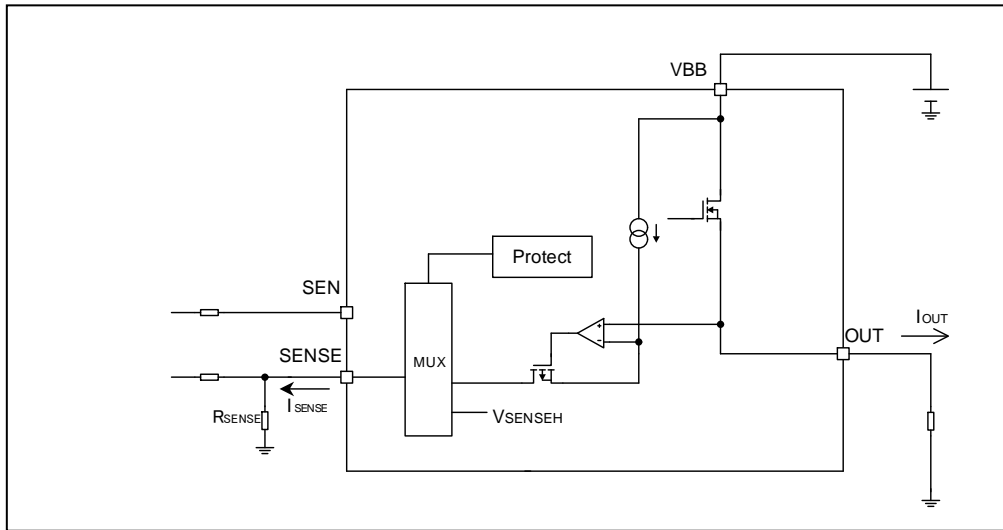 VBB
Protect
SEN
+
-
IOUT
OUT
SENSE
MUX
ISENSE
RSENSE
VSENSEH